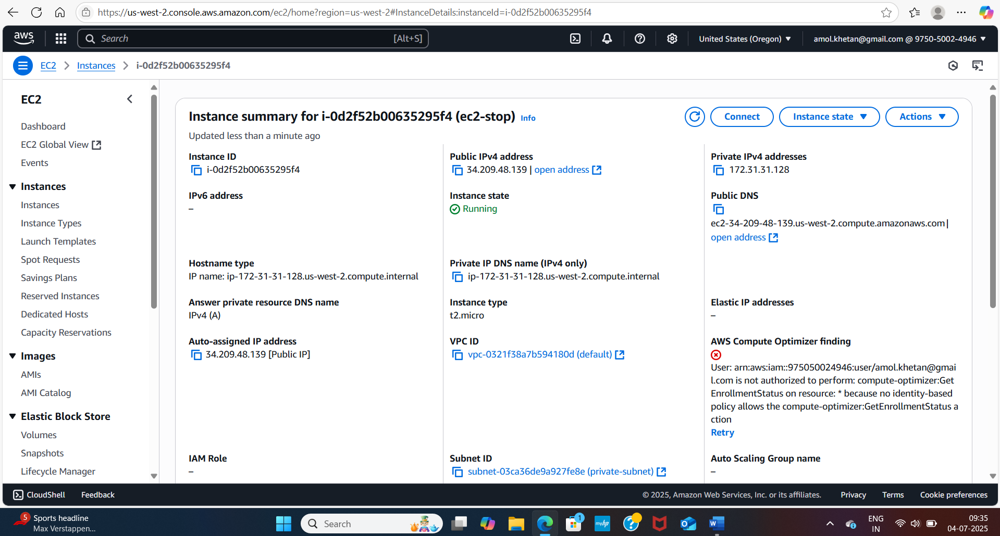 https://us-west-2.console.aws.amazon.com/ec2/home?region=us-west-2#InstanceDetails:instanceId=i-0d2f52b00635295f4
aws
Search
[Alt+S]
United States (Oregon)
amol.khetan@gmail.com @ 9750-5002-4946
EC2
Instances
i-0d2f52b00635295f4
EC2
Dashboard
EC2 Global View
Events
Instances
Instances
Instance Types
Launch Templates
Spot Requests
Savings Plans
Reserved Instances
Dedicated Hosts
Capacity Reservations
Images
AMIs
AMI Catalog
Elastic Block Store
Volumes
Snapshots
Lifecycle Manager
Instance summary for i-0d2f52b00635295f4 (ec2-stop) Info
Updated less than a minute ago
Connect
Instance state
Actions
Instance ID
i-0d2f52b00635295f4
Public IPv4 address
34.209.48.139 | open address
Private IPv4 addresses
172.31.31.128
IPv6 address
–
Instance state
Running
Public DNS
ec2-34-209-48-139.us-west-2.compute.amazonaws.com |
open address
Hostname type
IP name: ip-172-31-31-128.us-west-2.compute.internal
Private IP DNS name (IPv4 only)
ip-172-31-31-128.us-west-2.compute.internal
Answer private resource DNS name
IPv4 (A)
Instance type
t2.micro
Elastic IP addresses
–
Auto-assigned IP address
34.209.48.139 [Public IP]
VPC ID
vpc-0321f38a7b594180d (default)
AWS Compute Optimizer finding
User: arn:aws:iam::975050024946:user/amol.khetan@gmai
l.com is not authorized to perform: compute-optimizer:Get
EnrollmentStatus on resource: * because no identity-based
policy allows the compute-optimizer:GetEnrollmentStatus a
ction
Retry
IAM Role
–
Subnet ID
subnet-03ca36de9a927fe8e (private-subnet)
Auto Scaling Group name
–
CloudShell
Feedback
© 2025, Amazon Web Services, Inc. or its affiliates.
Privacy
Terms
Cookie preferences
5
Sports headline
Max Verstappen...
Search
1
myhp
ENG
IN
09:35
04-07-2025